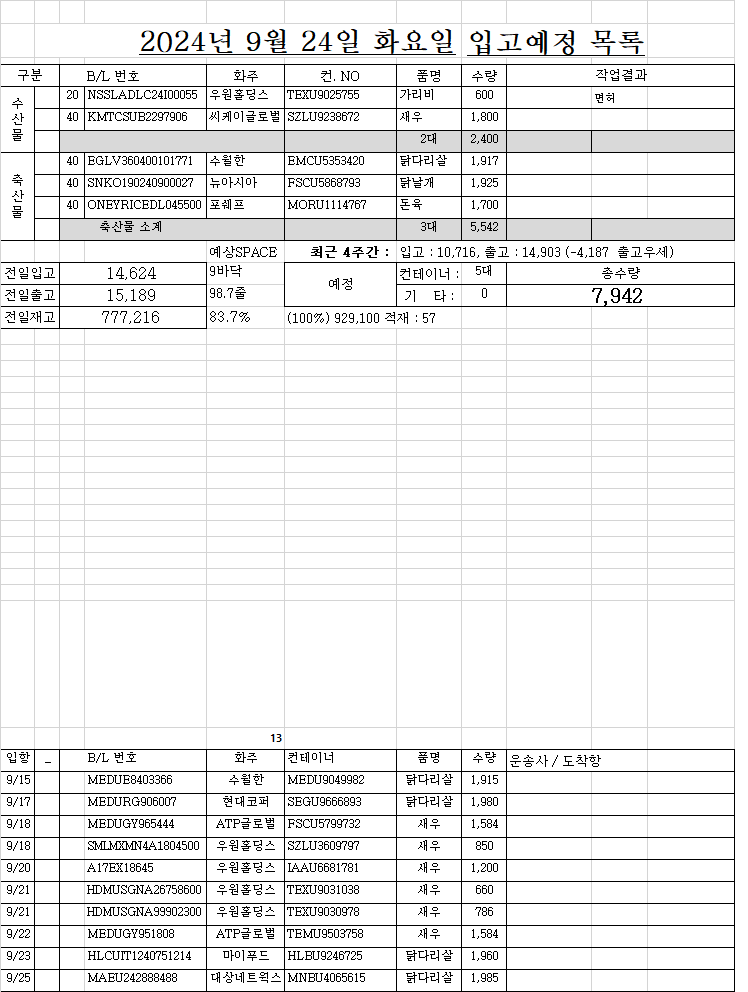 2024년 9월 24일 화요일 입고예정 목록
구분 B/L 번호 화주 컨. NO 품명 수량 작업결과
수산물
20 NSSLADLC24I00055 우원홀딩스 TEXU9025755 가리비 600 면허
40 KMTCSUB2297906 씨케이글로벌 SZLU9238672 새우 1,800
2대 2,400
축산물
40 EGLV360400101771 수월한 EMCU5353420 닭다리살 1,917
40 SNKO190240900027 뉴아시아 FSCU5868793 닭날개 1,925
40 ONEYRICEDL045500 포웨프 MORU1114767 돈육 1,700
축산물 소계 3대 5,542
예상SPACE 최근 4주간 : 입고 : 10,716, 출고 : 14,903 (-4,187 출고우세)
전일입고 14,624 9바닥 예정 컨테이너 : 5대 총수량
전일출고 15,189 98.7줄 기 타 : 0 7,942
전일재고 777,216 83.7% (100%) 929,100 적재 : 57
13
입항 _ B/L 번호 화주 컨테이너 품명 수량 운송사 / 도착항
9/15 MEDUE8403366 수월한 MEDU9049982 닭다리살 1,915
9/17 MEDURG906007 현대코퍼 SEGU9666893 닭다리살 1,980
9/18 MEDUGY965444 ATP글로벌 FSCU5799732 새우 1,584
9/18 SMLMXMN4A1804500 우원홀딩스 SZLU3609797 새우 850
9/20 A17EX18645 우원홀딩스 IAAU6681781 새우 1,200
9/21 HDMUSGNA26758600 우원홀딩스 TEXU9031038 새우 660
9/21 HDMUSGNA99902300 우원홀딩스 TEXU9030978 새우 786
9/22 MEDUGY951808 ATP글로벌 TEMU9503758 새우 1,584
9/23 HLCUIT1240751214 마이푸드 HLBU9246725 닭다리살 1,960
9/25 MAEU242888488 대상네트웍스 MNBU4065615 닭다리살 1,985